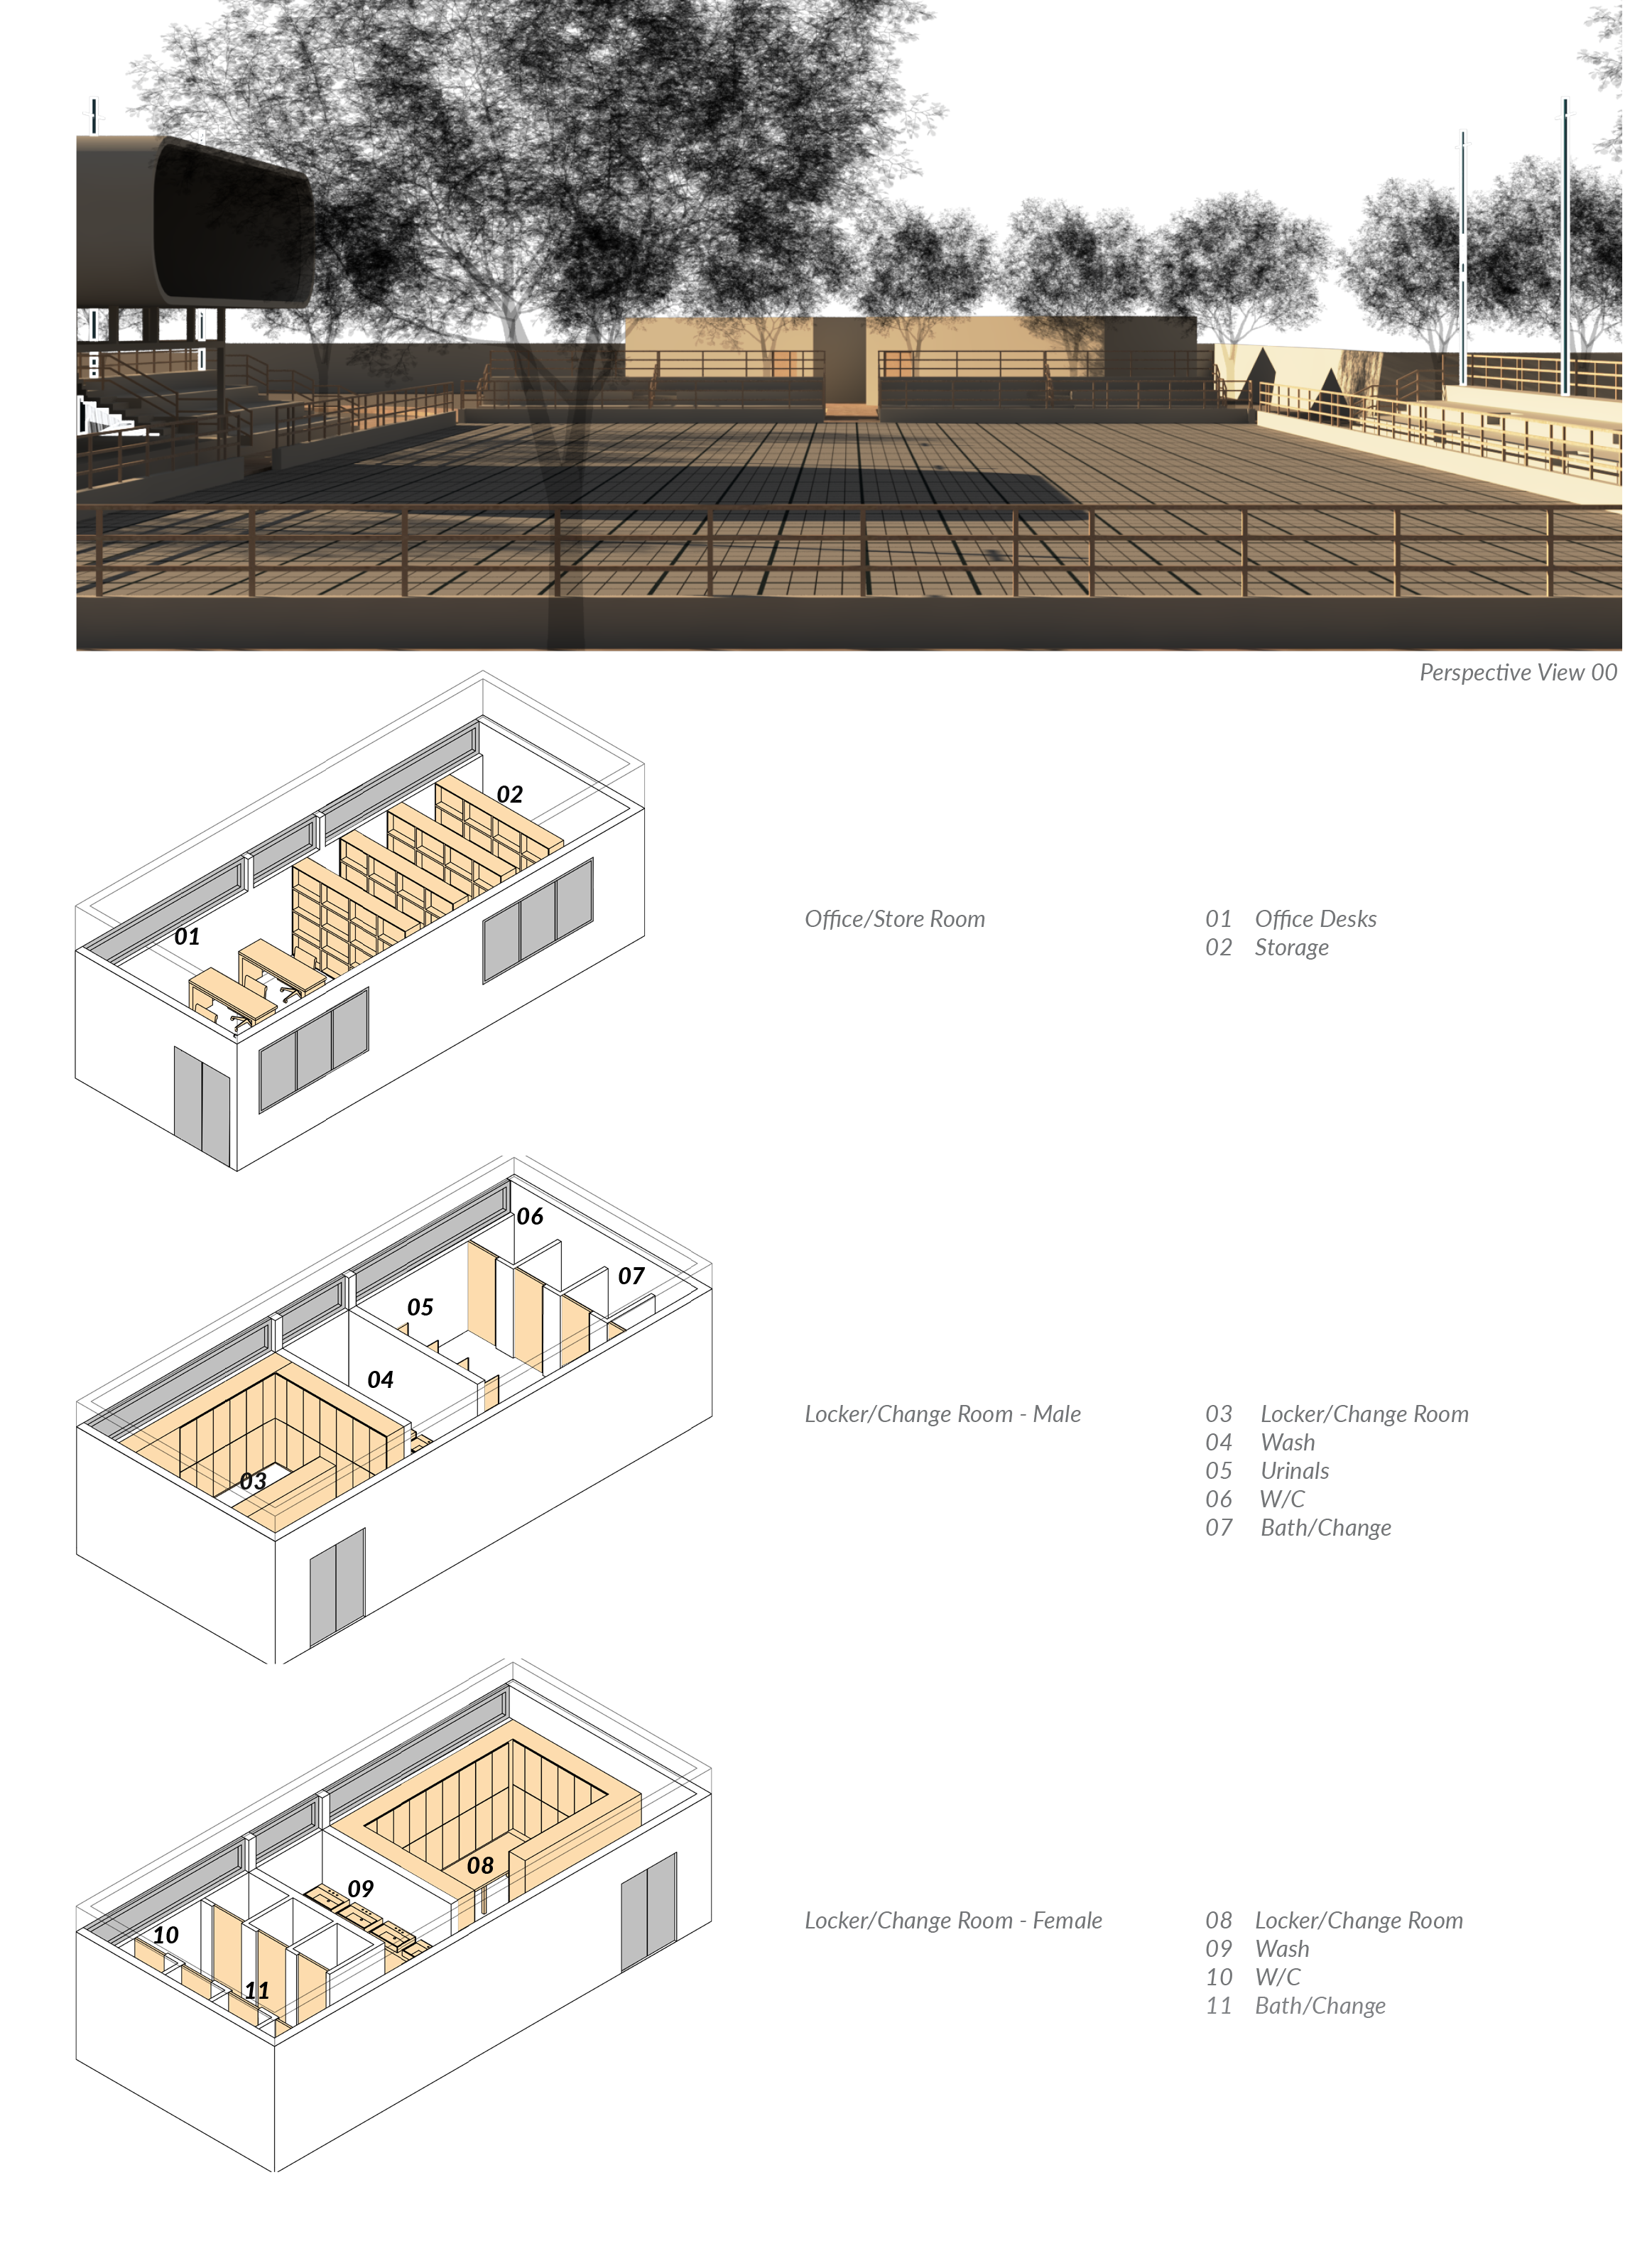 Perspective View 00
02
01
Office/Store Room
01 Office Desks
02 Storage
06
07
05
04
03
Locker/Change Room - Male
03 Locker/Change Room
04 Wash
05 Urinals
06 W/C
07 Bath/Change
08
09
10
11
Locker/Change Room - Female
08 Locker/Change Room
09 Wash
10 W/C
11 Bath/Change